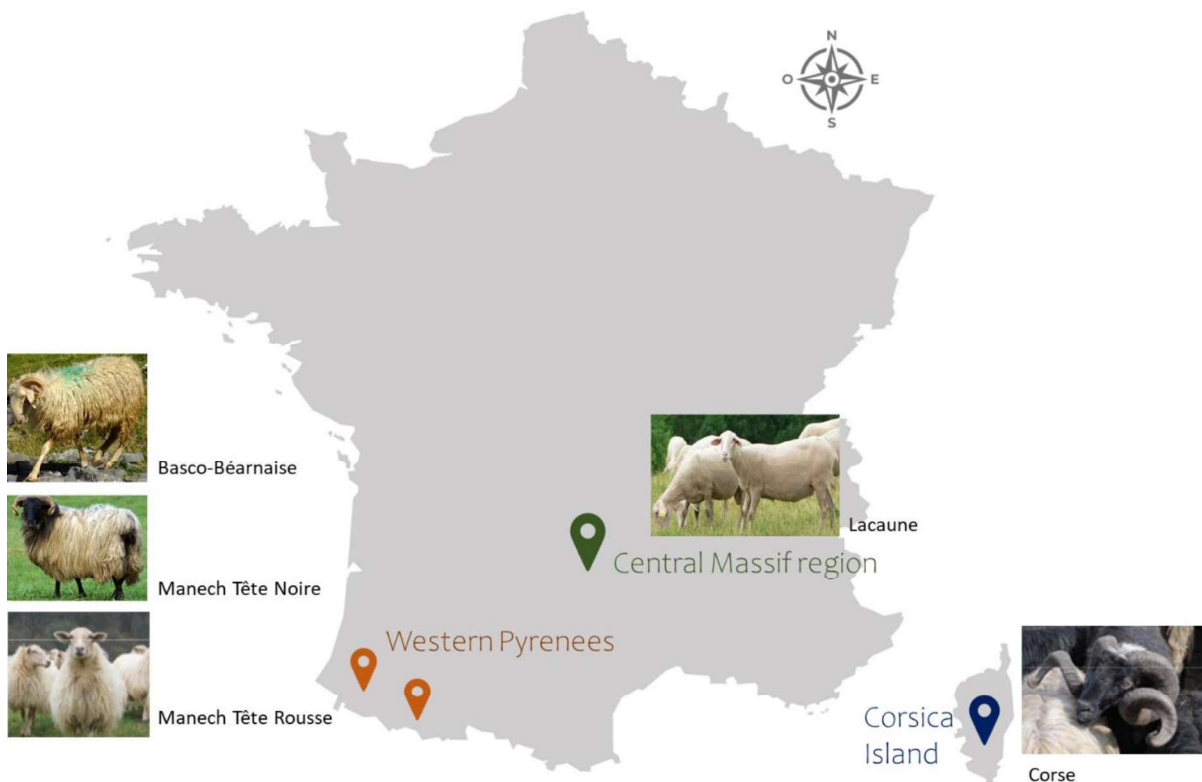 N
O
E
S
Basco-Béarnaise
Lacaune
Central Massif region
Manech Tête Noire
Western Pyrenees
Manech Tête Rousse
Corsica
Island
Corse